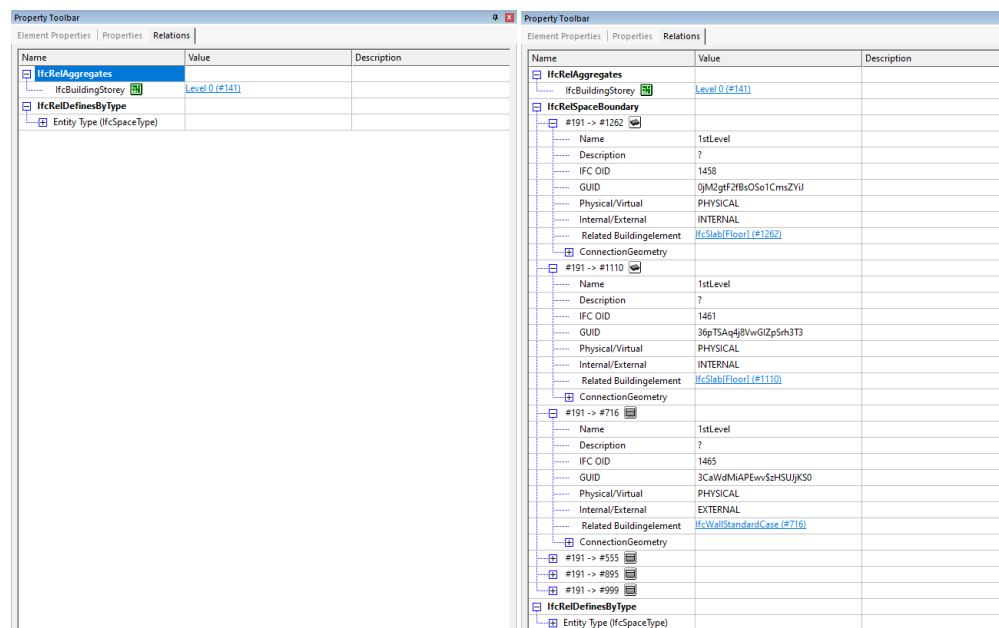 Property Toolbar
Element Properties Properties Relations
Name Value Description
IfcRelAggregates
IfcBuildingStorey Level 0 (#141)
IfcRelDefinesByType
Entity Type (IfcSpaceType)
Property Toolbar
Element Properties Properties Relations
Name Value Description
IfcRelAggregates
IfcBuildingStorey Level 0 (#141)
IfcRelSpaceBoundary
#191 -> #1262
Name 1stLevel
Description ?
IFC OID 1458
GUID 0jM2gtF2fBsOSo1CmsZYiJ
Physical/Virtual PHYSICAL
Internal/External INTERNAL
Related Buildingelement IfcSlab[Floor] (#1262)
ConnectionGeometry
#191 -> #1110
Name 1stLevel
Description ?
IFC OID 1461
GUID 36pTSAq4j8VwGIZpSrh3T3
Physical/Virtual PHYSICAL
Internal/External INTERNAL
Related Buildingelement IfcSlab[Floor] (#1110)
ConnectionGeometry
#191 -> #716
Name 1stLevel
Description ?
IFC OID 1465
GUID 3CaWdMiAPEwv$zHSUJjKS0
Physical/Virtual PHYSICAL
Internal/External EXTERNAL
Related Buildingelement IfcWallStandardCase (#716)
ConnectionGeometry
#191 -> #555
#191 -> #895
#191 -> #999
IfcRelDefinesByType
Entity Type (IfcSpaceType)